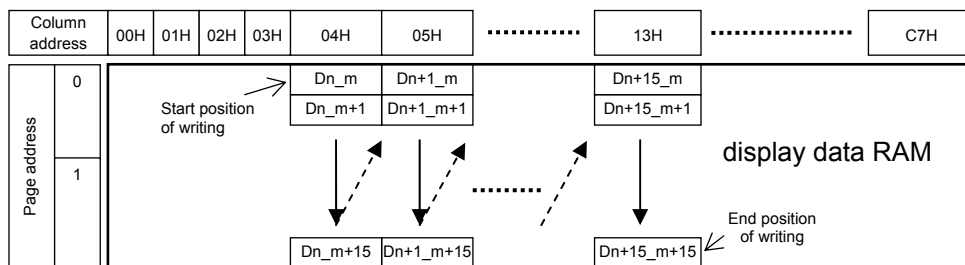 Column address 00H 01H 02H 03H 04H 05H 13H C7H
Page address
0
Dn_m Dn+1_m Dn+15_m
Start position of writing
Dn_m+1 Dn+1_m+1 Dn+15_m+1
display data RAM
1
End position of writing
Dn_m+15 Dn+1_m+15 Dn+15_m+15